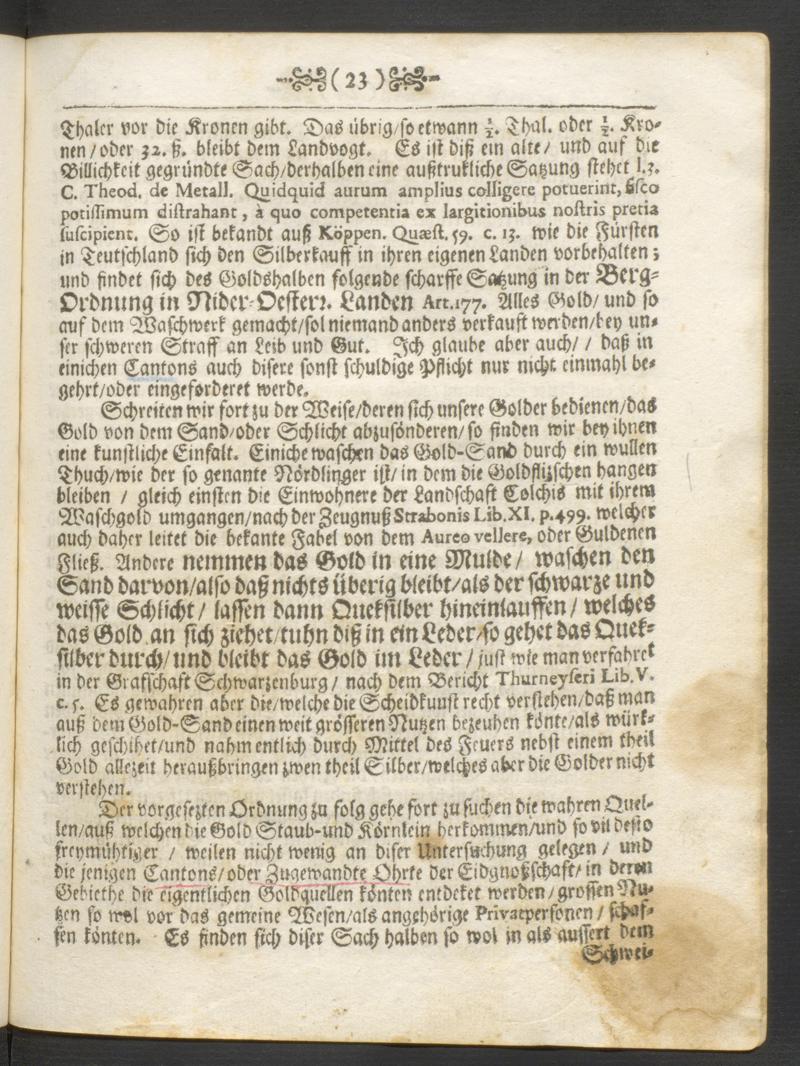 ( 23 )
Thaler vor die Kronen gibt. Das übrig/so etwann ½. Thal. oder ½. Kro-
nen/oder 32. ß. bleibt dem Landvogt. Es ist diß ein alte/ und auf die
Billichkeit gegründte Sach/derhalben eine außtrukliche Satzung stehet l.3.
C. Theod. de Metall. Quidquid aurum amplius colligere potuerint, fisco
potissimum distrahant, à quo competentia ex largitionibus nostris pretia
suscipient. So ist bekandt auß Köppen. Quæst. 59. c. 13. wie die Fürsten
in Teutschland sich den Silberkauff in ihren eigenen Landen vorbehalten;
und findet sich des Goldshalben folgende scharffe Satzung in der Berg-
Ordnung in Nider-Oesterr. Landen Art.177. Alles Gold/ und so
auf dem Waschwerk gemacht/sol niemand anders verkauft werden/bey un-
ser schweren Straff an Leib und Gut. Ich glaube aber auch/ / daß in
einichen Cantons auch disere sonst schuldige Pflicht nur nicht einmahl be-
gehrt/oder eingeforderet werde.
Schreiten wir fort zu der Weise/deren sich unsere Golder bedienen/das
Gold von dem Sand/oder Schlicht abzusönderen/so finden wir bey ihnen
eine kunstliche Einfalt. Einiche waschen das Gold-Sand durch ein wullen
Thuch/wie der so genante Nördlinger ist/ in dem die Goldflizschen hangen
bleiben / gleich einsten die Einwohnere der Landschaft Colchis mit ihrem
Waschgold umgangen/nach der Zeugnuß Strabonis Lib. XI. p.499. welcher
auch daher leitet die bekante Fabel von dem Aureo vellere, oder Guldenen
Fließ. Andere nemmen das Gold in eine Mulde/ waschen den
Sand darvon/also daß nichts überig bleibt/als der schwarze und
weisse Schlicht/ lassen dann Queksilber hineinlauffen/ welches
das Gold an sich ziehet/tuhn diß in ein Leder/so gehet das Quek-
silber durch/ und bleibt das Gold im Leder/ just wie man verfahret
in der Grafschaft Schwarzenburg/ nach dem Bericht Thurneyseri Lib. V.
c. 5. Es gewahren aber die/welche die Scheidkunst recht verstehen/daß man
auß dem Gold-Sand einen weit grösseren Nutzen bezeuhen könte/als würk-
lich geschihet/und nahmentlich durch Mittel des Feuers nebst einem theil
Gold allezeit heraußbringen zwen theil Silber/welches aber die Golder nicht
verstehen.
Der vorgesezten Ordnung zu folg gehe fort zu suchen die wahren Quel-
len/auß welchen die Gold Staub-und Körnlein herkommen/und so vil desto
freymühtiger / weilen nicht wenig an diser Untersuchung gelegen / und
die jenigen Cantons/oder Zugewandte Ohrte der Eidgnoßschaft/ in deren
Gebiethe die eigentlichen Goldquellen könten entdeket werden/ grossen Nu-
tzen so wol vor das gemeine Wesen/als angehörige Privatpersonen / schaf-
fen könten. Es finden sich diser Sach halben so wol in als aussert dem
Schwei-